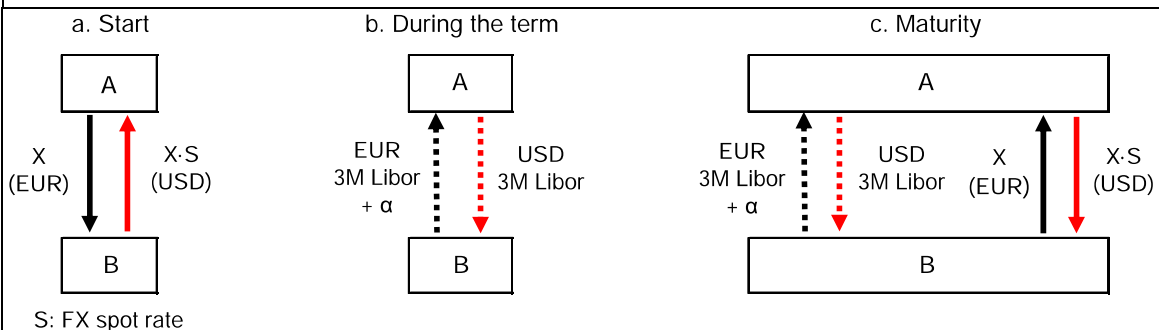 a. Start
A
X
(EUR)
X·S
(USD)
B
S: FX spot rate
b. During the term
A
EUR
3M Libor
+ α
USD
3M Libor
B
c. Maturity
A
EUR
3M Libor
+ α
USD
3M Libor
X
(EUR)
X·S
(USD)
B